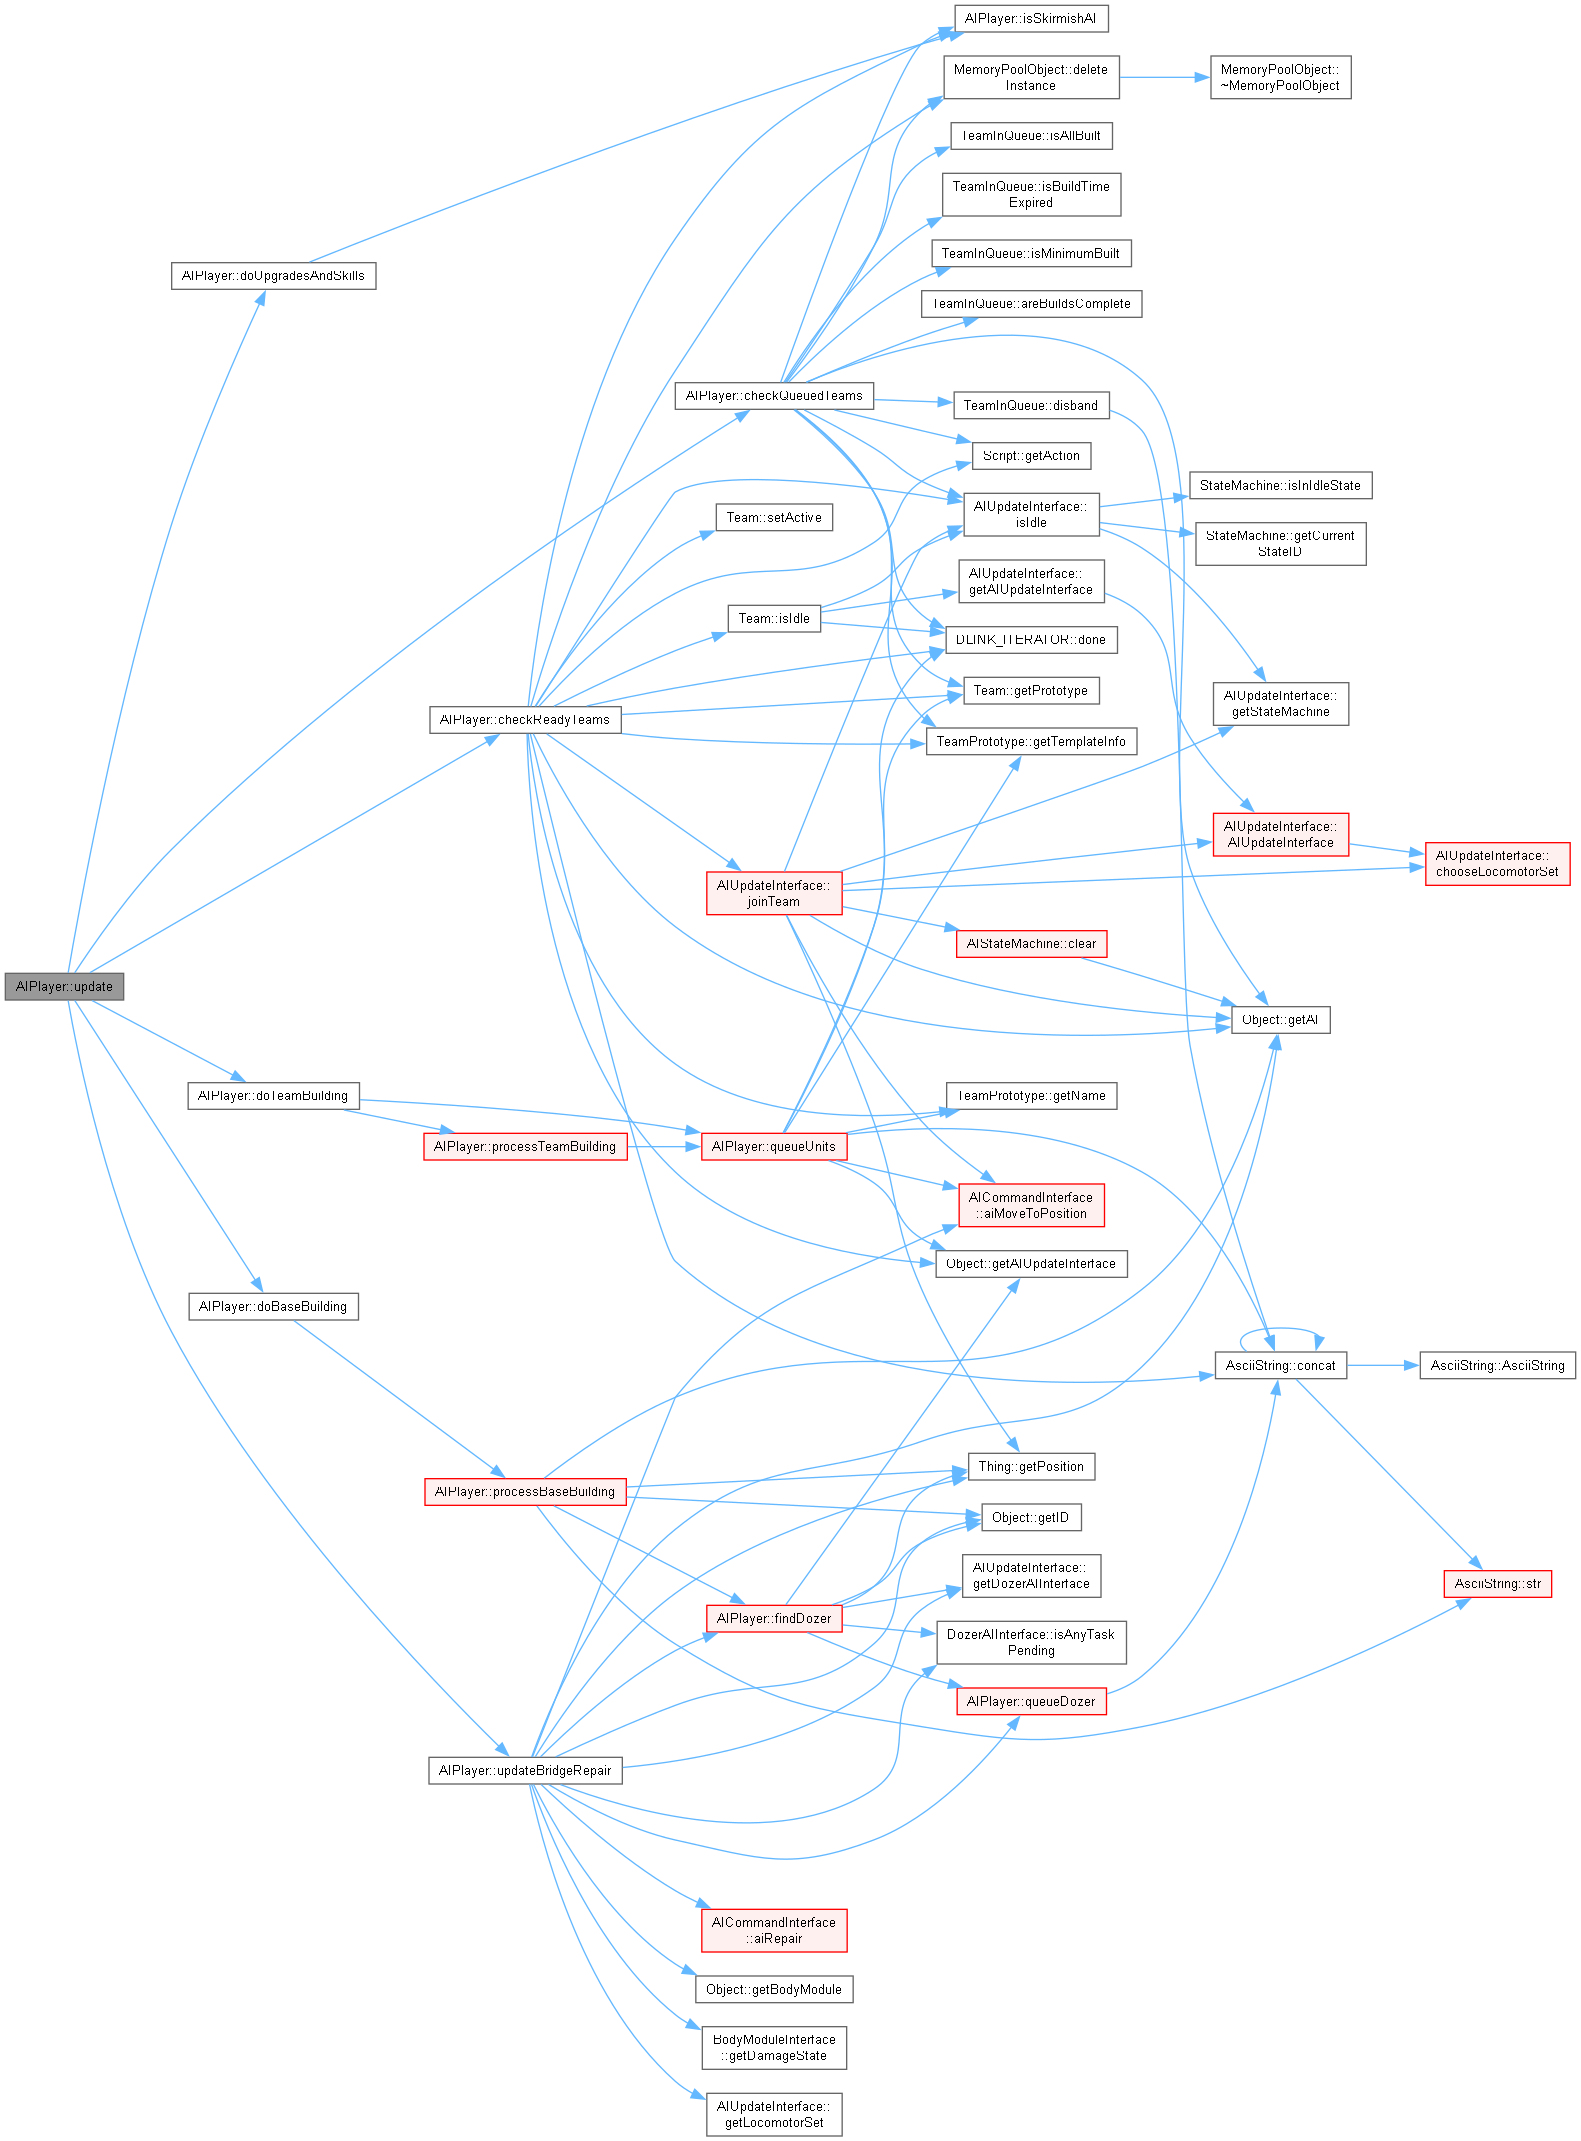 AIPlayer::isSkirmishAI
MemoryPoolObject::delete
Instance
MemoryPoolObject::
~MemoryPoolObject
TeamInQueue::isAllBuilt
TeamInQueue::isBuildTime
Expired
TeamInQueue::isMinimumBuilt
AIPlayer::doUpgradesAndSkills
TeamInQueue::areBuildsComplete
AIPlayer::checkQueuedTeams
TeamInQueue::disband
Script::getAction
StateMachine::isInIdleState
AIUpdateInterface::
isIdle
Team::setActive
StateMachine::getCurrent
StateID
AIUpdateInterface::
getAIUpdateInterface
Team::isIdle
DLINK_ITERATOR::done
Team::getPrototype
AIUpdateInterface::
getStateMachine
AIPlayer::checkReadyTeams
TeamPrototype::getTemplateInfo
AIUpdateInterface::
AIUpdateInterface
AIUpdateInterface::
chooseLocomotorSet
AIUpdateInterface::
joinTeam
AIStateMachine::clear
AIPlayer::update
Object::getAI
AIPlayer::doTeamBuilding
TeamPrototype::getName
AIPlayer::processTeamBuilding
AIPlayer::queueUnits
AICommandInterface
::aiMoveToPosition
Object::getAIUpdateInterface
AIPlayer::doBaseBuilding
AsciiString::concat
AsciiString::AsciiString
Thing::getPosition
AIPlayer::processBaseBuilding
Object::getID
AIUpdateInterface::
getDozerAIInterface
AsciiString::str
AIPlayer::findDozer
DozerAIInterface::isAnyTask
Pending
AIPlayer::queueDozer
AIPlayer::updateBridgeRepair
AICommandInterface
::aiRepair
Object::getBodyModule
BodyModuleInterface
::getDamageState
AIUpdateInterface::
getLocomotorSet